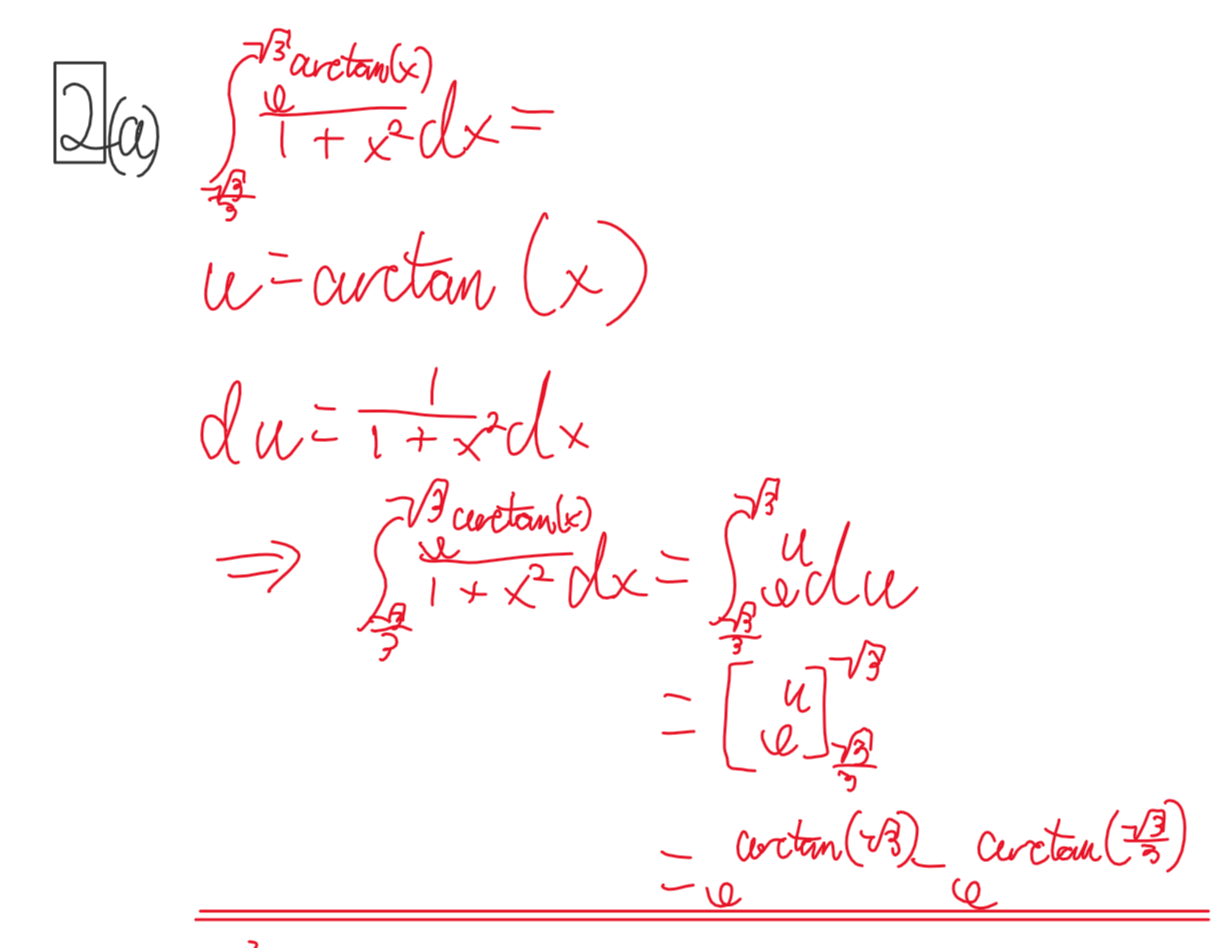 2(a) ∫_{√3/3}^{√3} e^{arctan(x)}/(1 + x²) dx =
u = arctan(x)
du = 1/(1 + x²) dx
⇒ ∫_{√3/3}^{√3} e^{arctan(x)}/(1 + x²) dx = ∫_{√3/3}^{√3} e^u du
= [e^u]_{√3/3}^{√3}
= e^{arctan(√3)} - e^{arctan(√3/3)}